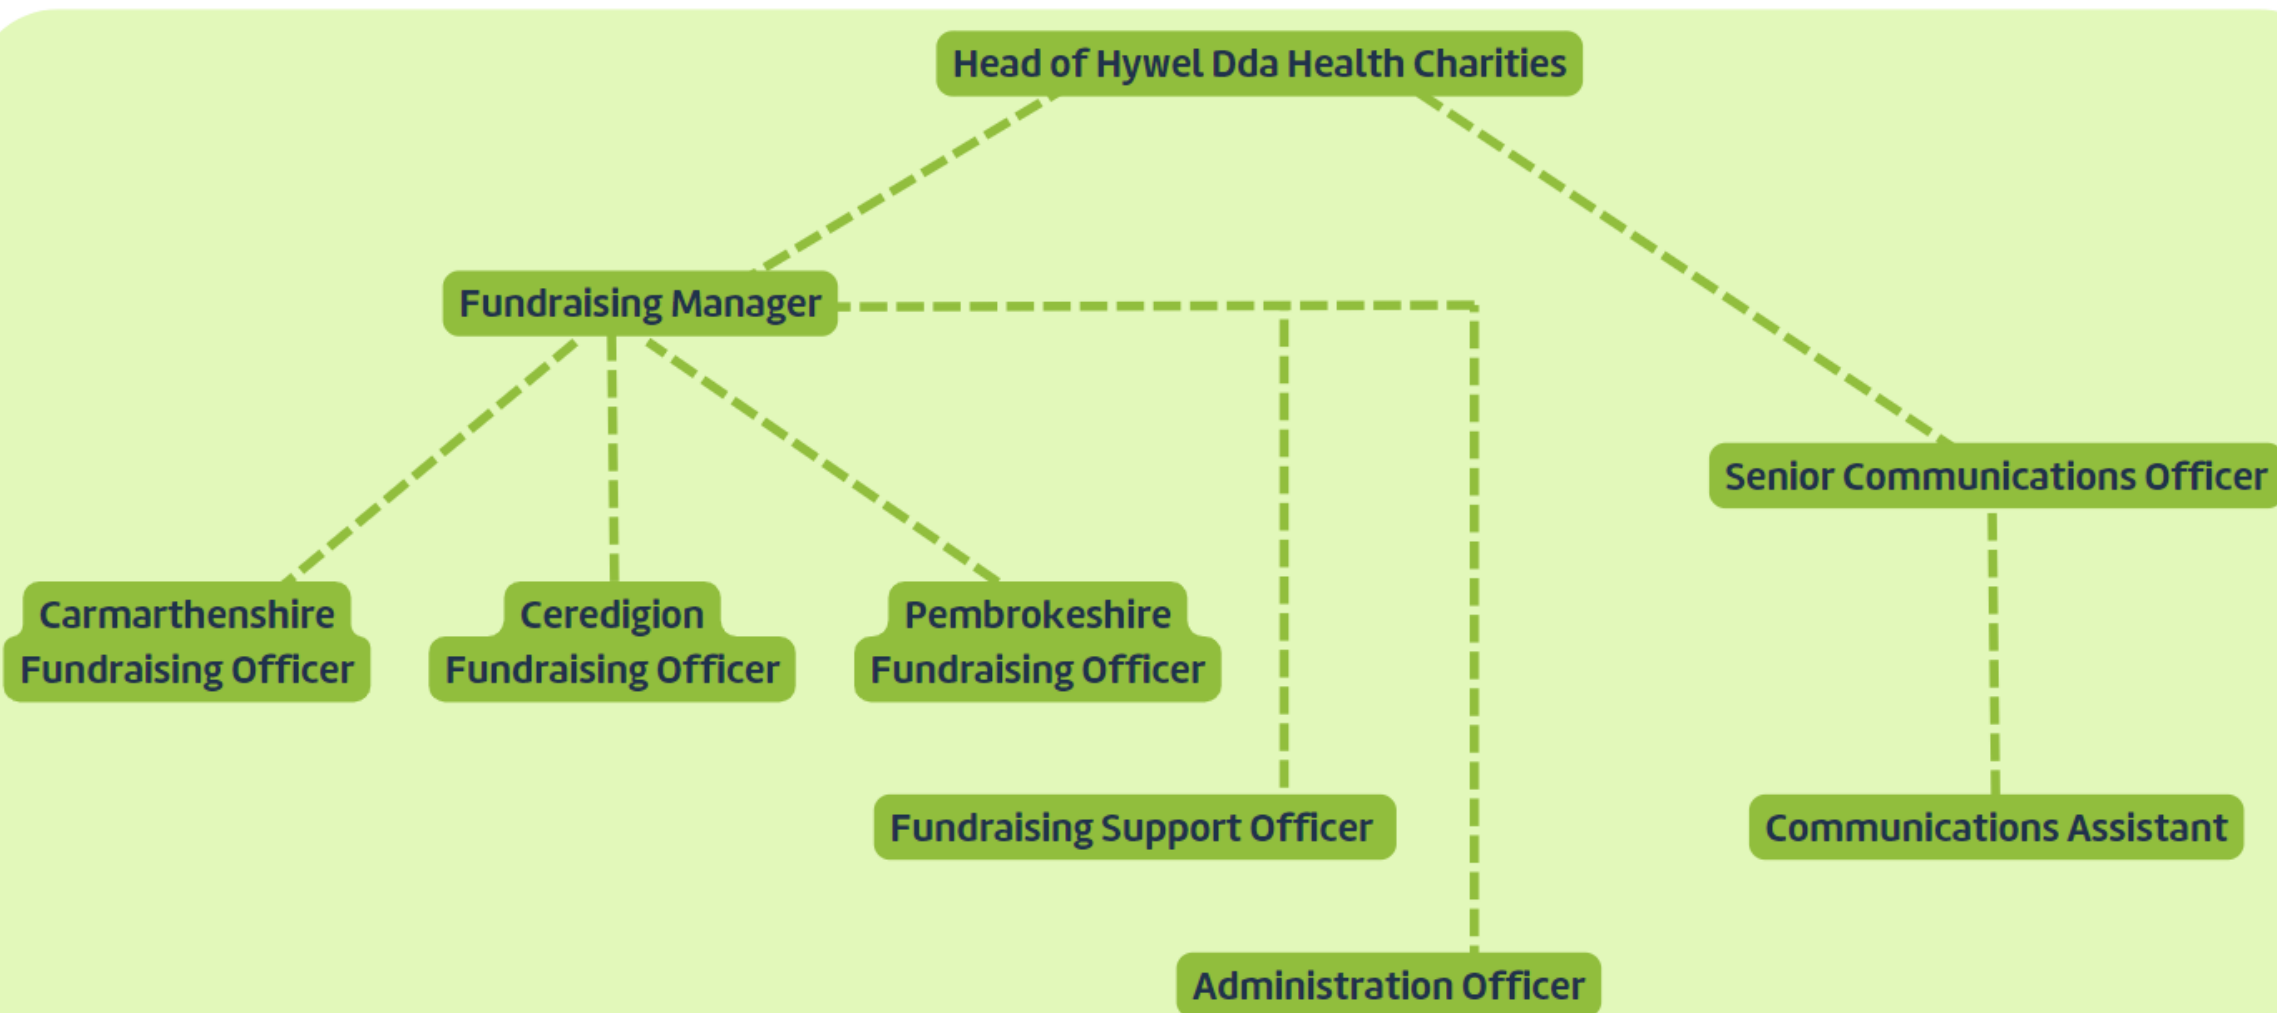 Head of Hywel Dda Health Charities
Fundraising Manager
Senior Communications Officer
Carmarthenshire
Fundraising Officer
Ceredigion
Fundraising Officer
Pembrokeshire
Fundraising Officer
Fundraising Support Officer
Communications Assistant
Administration Officer